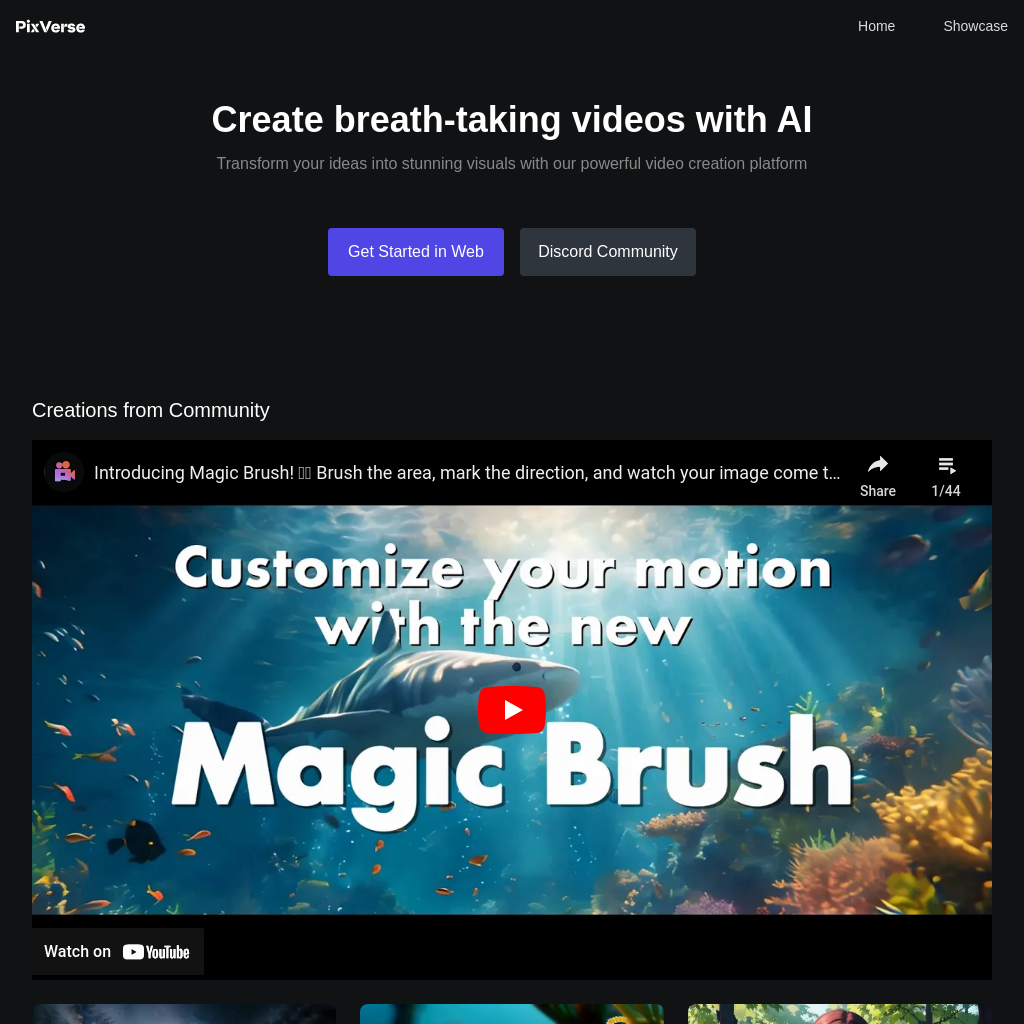 PixVerse
Home
Showcase
Create breath-taking videos with AI
Transform your ideas into stunning visuals with our powerful video creation platform
Get Started in Web
Discord Community
Creations from Community
Introducing Magic Brush! 🪄🎨 Brush the area, mark the direction, and watch your image come t…
Share
1/44
Customize your motion
with the new
Magic Brush
Watch on YouTube